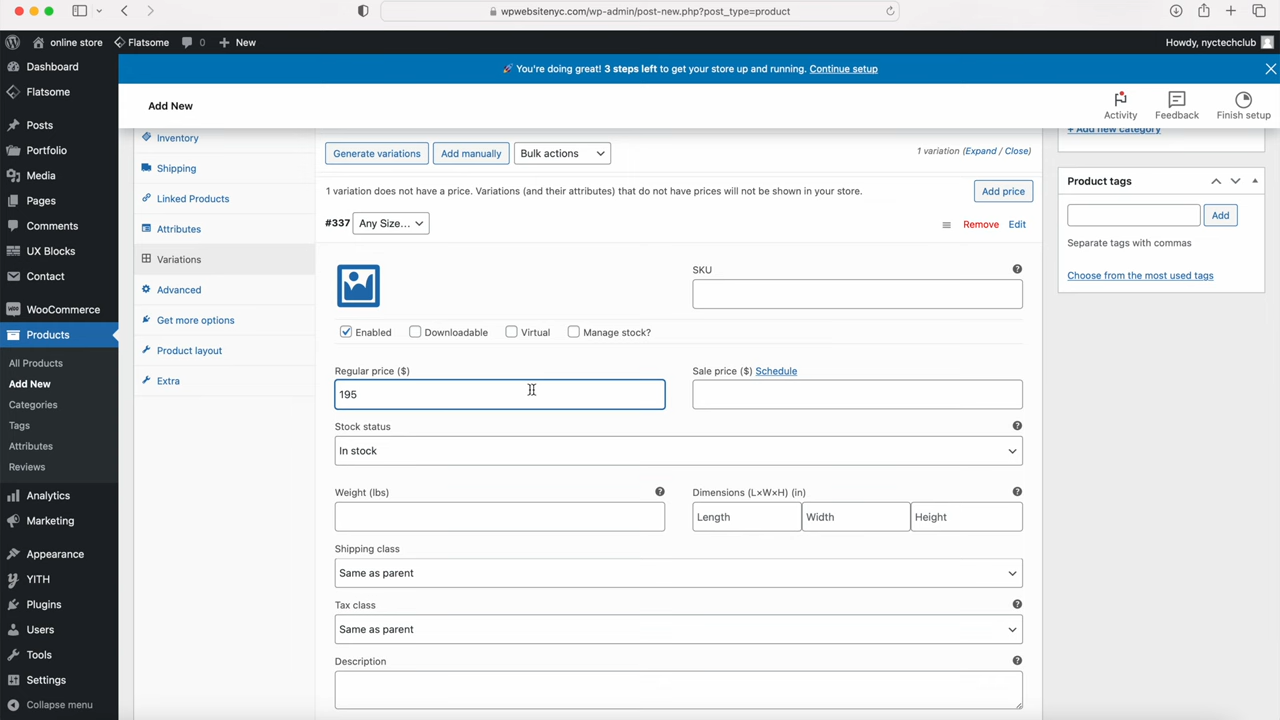 wpwebsitenyc.com/wp-admin/post-new.php?post_type=product
online store
Flatsome
0
New
Howdy, nyctechclub
Dashboard
Flatsome
Posts
Portfolio
Media
Pages
Comments
UX Blocks
Contact
WooCommerce
Products
All Products
Add New
Categories
Tags
Attributes
Reviews
Analytics
Marketing
Appearance
YITH
Plugins
Users
Tools
Settings
Collapse menu
🚀 You're doing great! 3 steps left to get your store up and running. Continue setup
Add New
Activity
Feedback
Finish setup
Inventory
Shipping
Linked Products
Attributes
Variations
Advanced
Get more options
Product layout
Extra
Generate variations
Add manually
Bulk actions
1 variation (Expand / Close)
1 variation does not have a price. Variations (and their attributes) that do not have prices will not be shown in your store.
Add price
#337
Any Size...
Remove
Edit
SKU
Enabled
Downloadable
Virtual
Manage stock?
Regular price ($)
195
Sale price ($) Schedule
Stock status
In stock
Weight (lbs)
Dimensions (L×W×H) (in)
Length
Width
Height
Shipping class
Same as parent
Tax class
Same as parent
Description
+ Add new category
Product tags
Add
Separate tags with commas
Choose from the most used tags